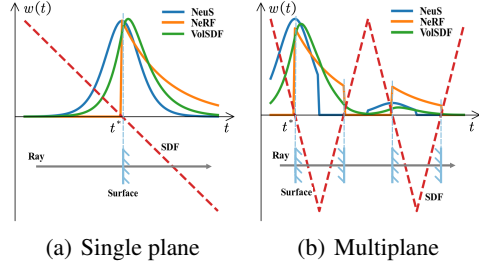 w(t)
NeuS
NeRF
VolSDF
t*
t
SDF
Ray
Surface
(a) Single plane
w(t)
NeuS
NeRF
VolSDF
t*
t
Ray
Surface
SDF
(b) Multiplane